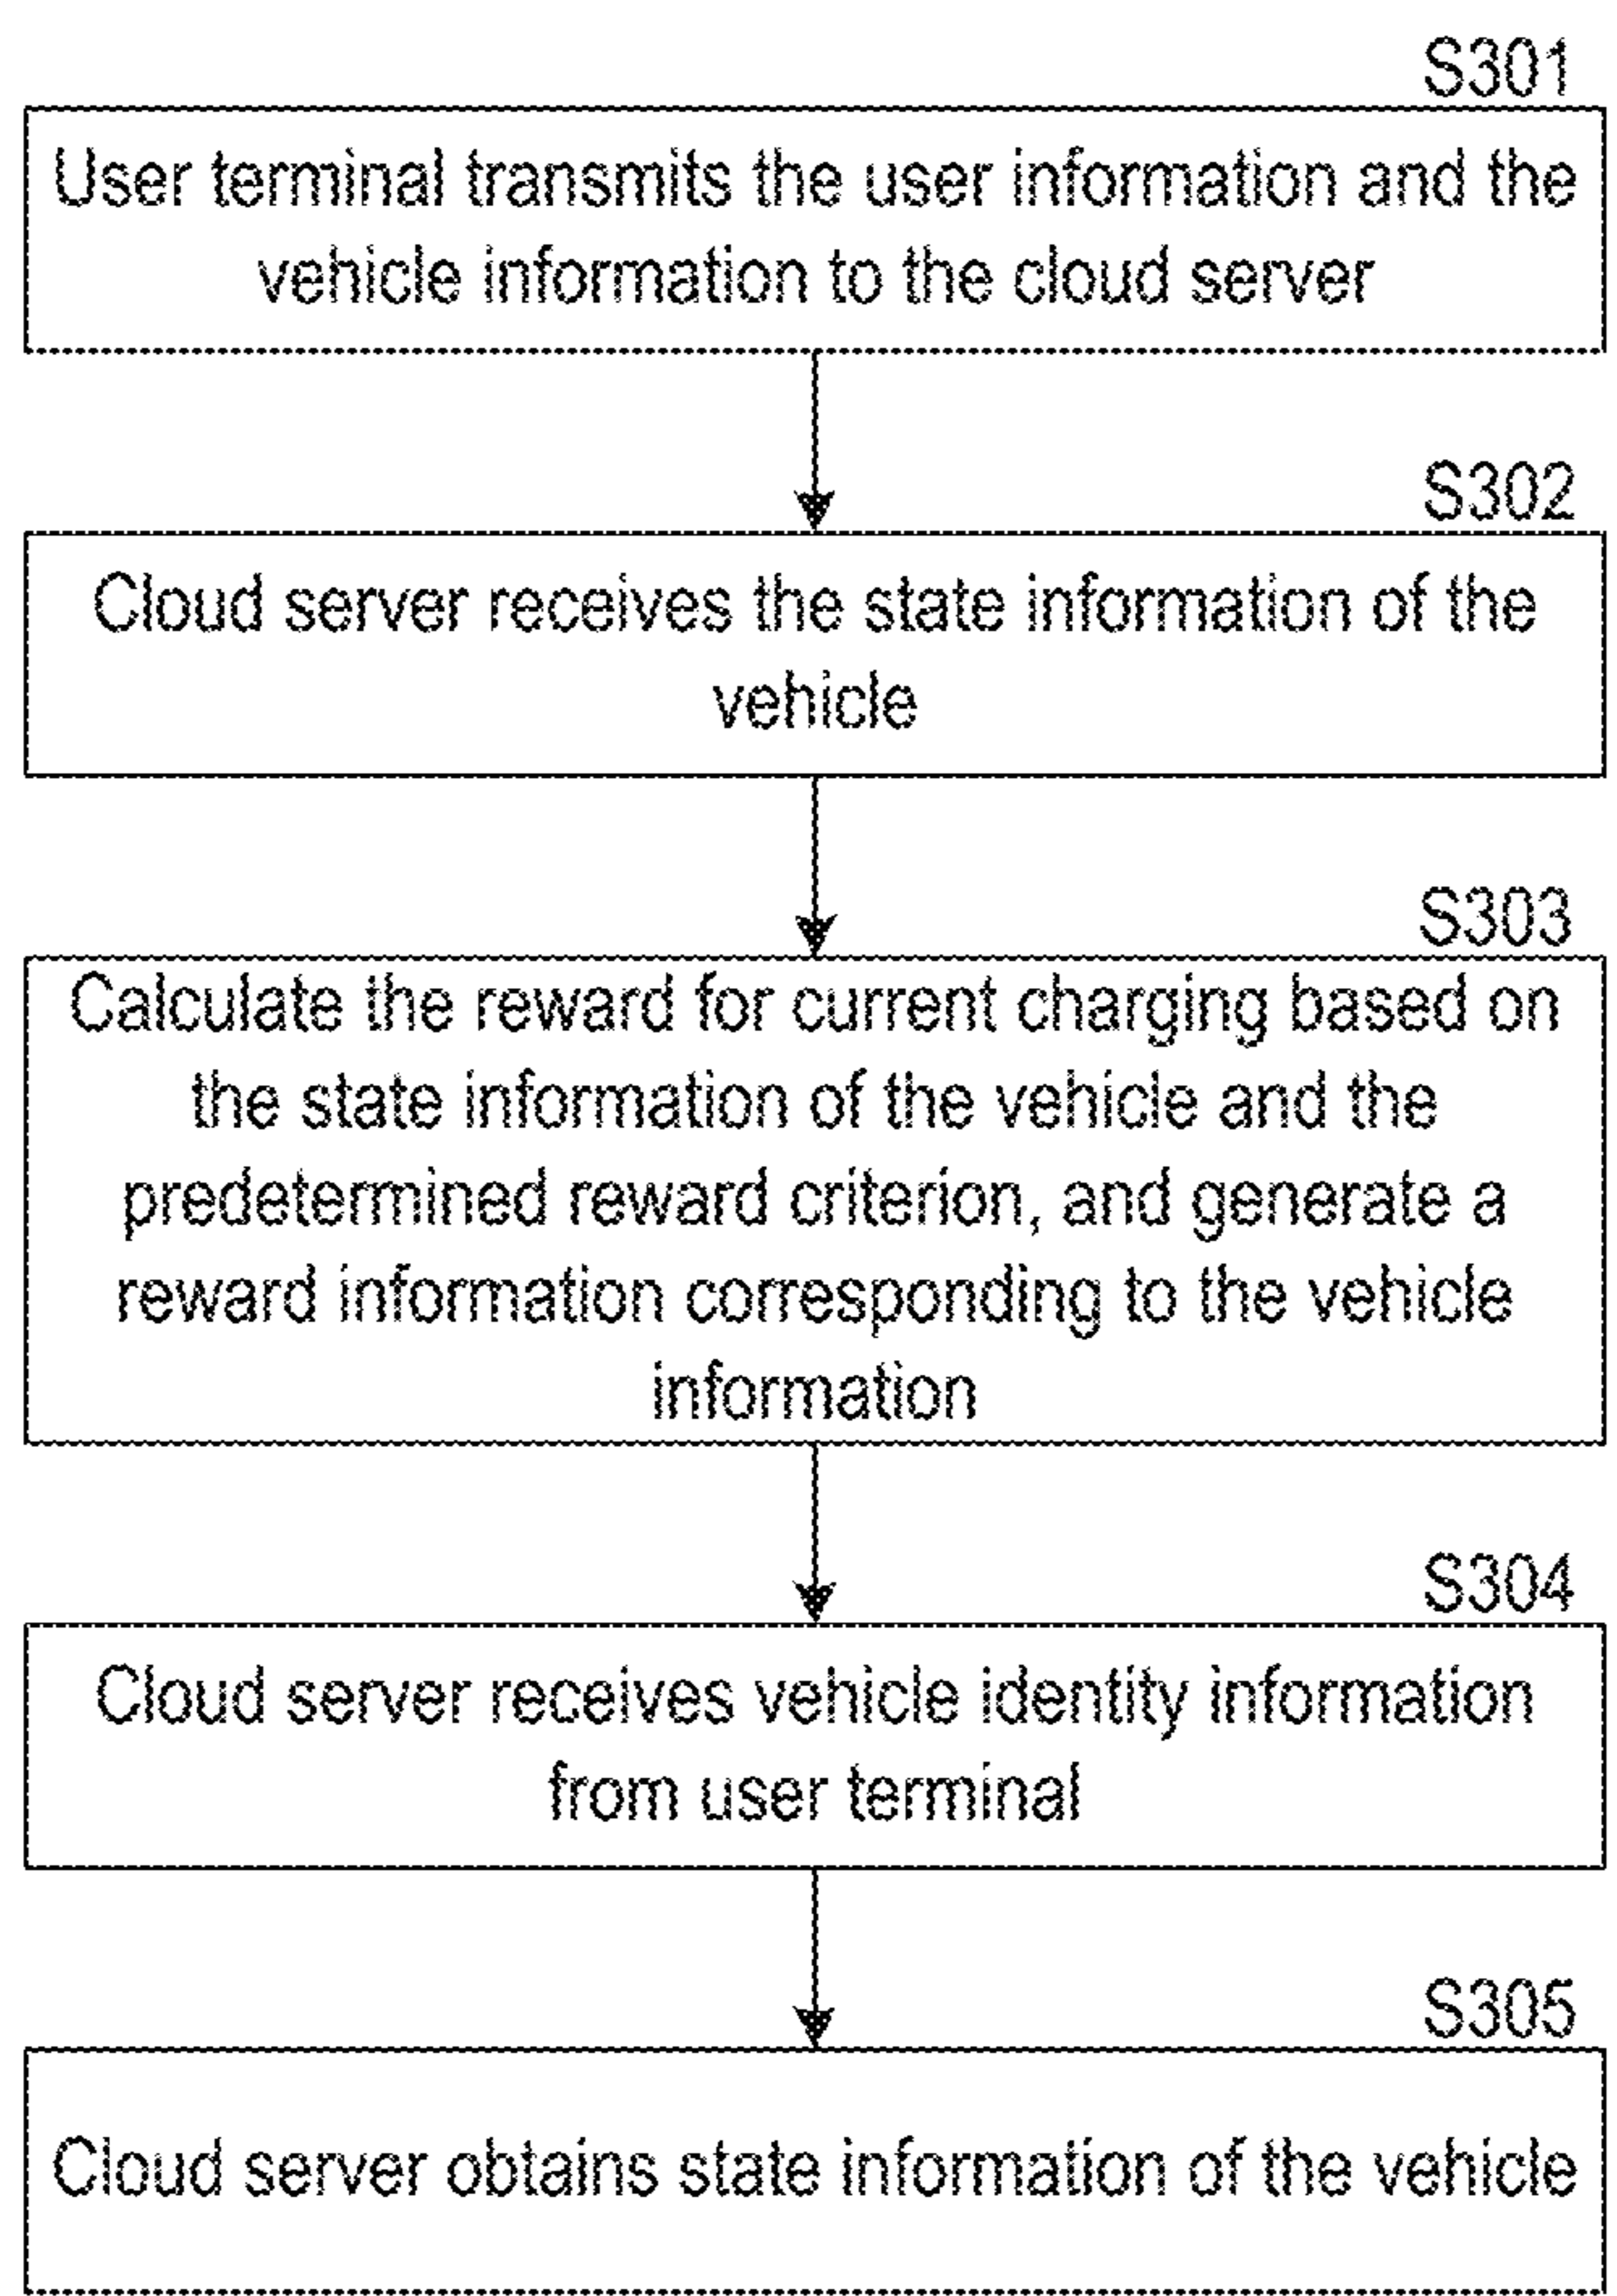 S301
User terminal transmits the user information and the
vehicle information to the cloud server
S302
Cloud server receives the state information of the
vehicle
S303
Calculate the reward for current charging based on
the state information of the vehicle and the
predetermined reward criterion, and generate a
reward information corresponding to the vehicle
information
S304
Cloud server receives vehicle identity information
from user terminal
S305
Cloud server obtains state information of the vehicle